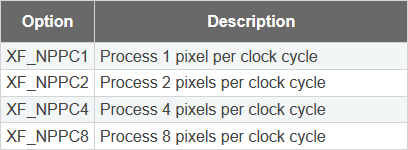 Option Description
XF_NPPC1 Process 1 pixel per clock cycle
XF_NPPC2 Process 2 pixels per clock cycle
XF_NPPC4 Process 4 pixels per clock cycle
XF_NPPC8 Process 8 pixels per clock cycle